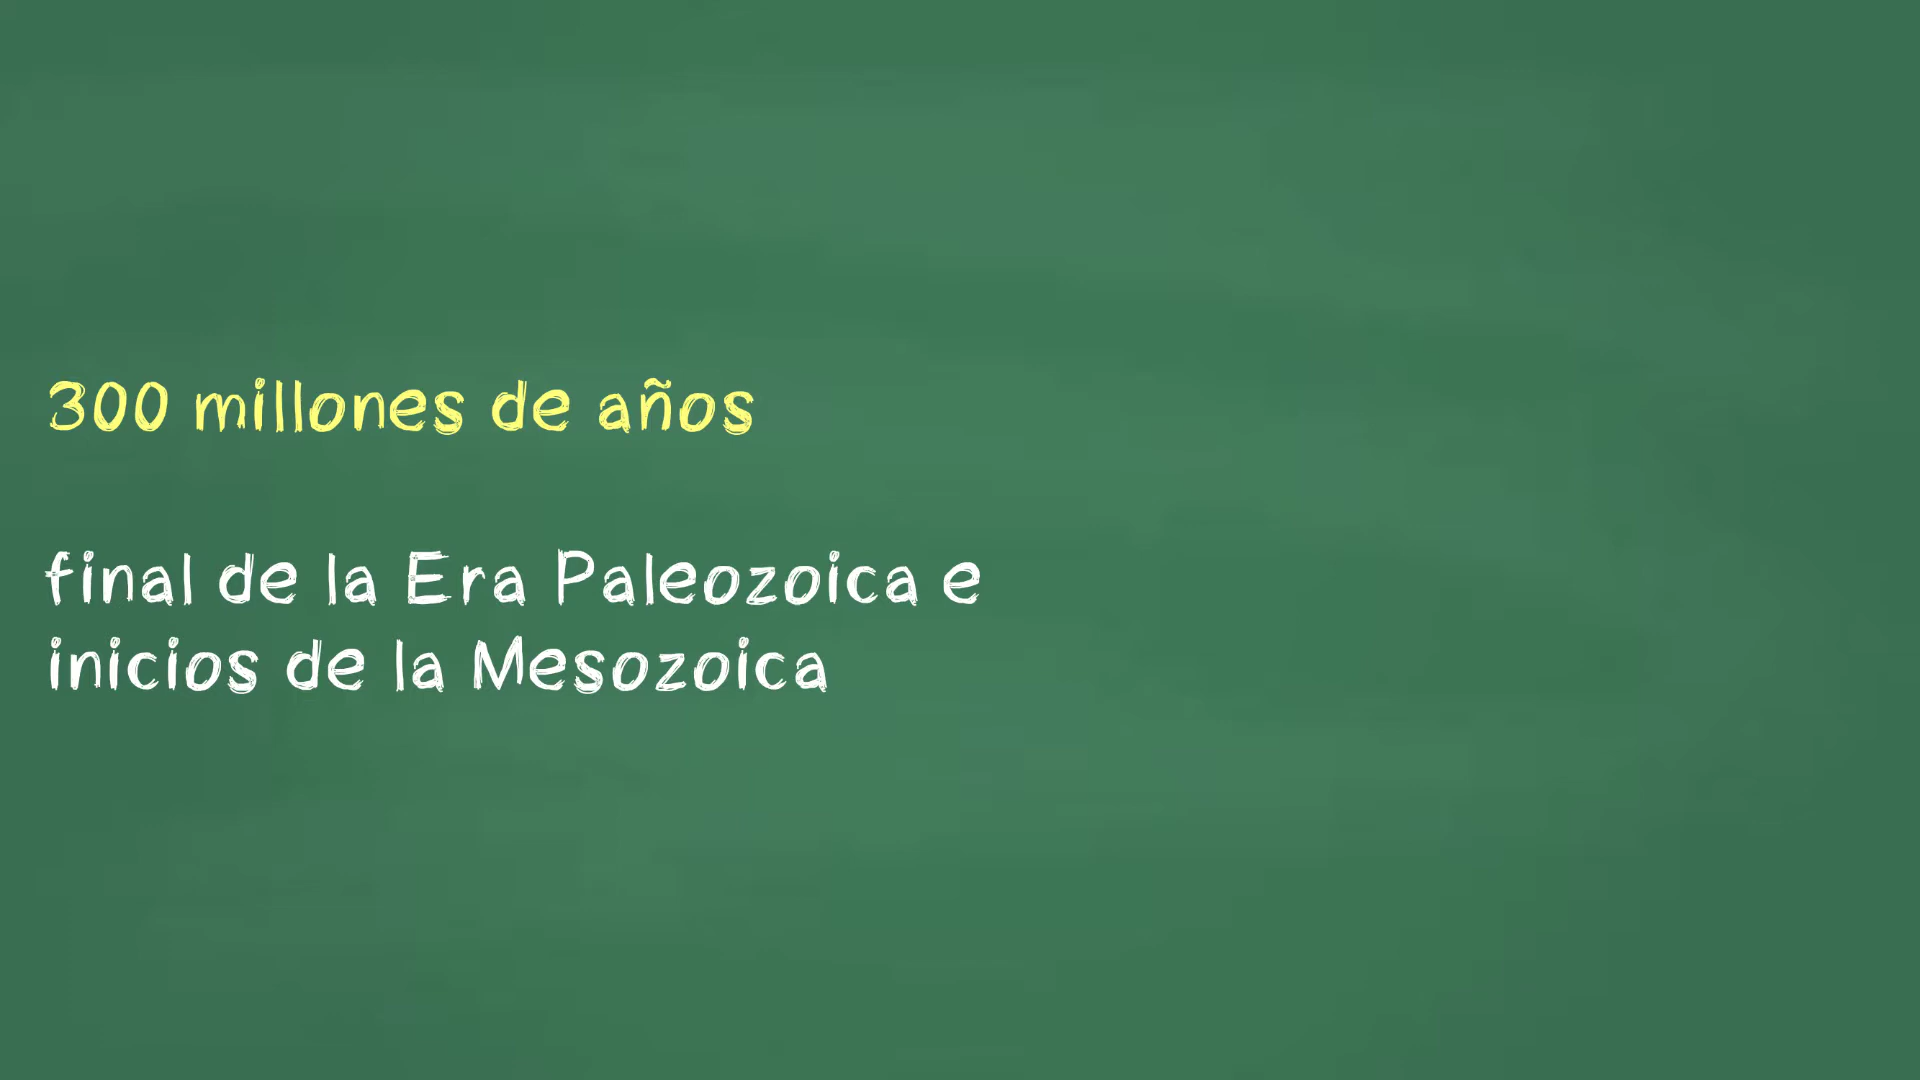 300 millones de años
final de la Era Paleozoica e
inicios de la Mesozoica